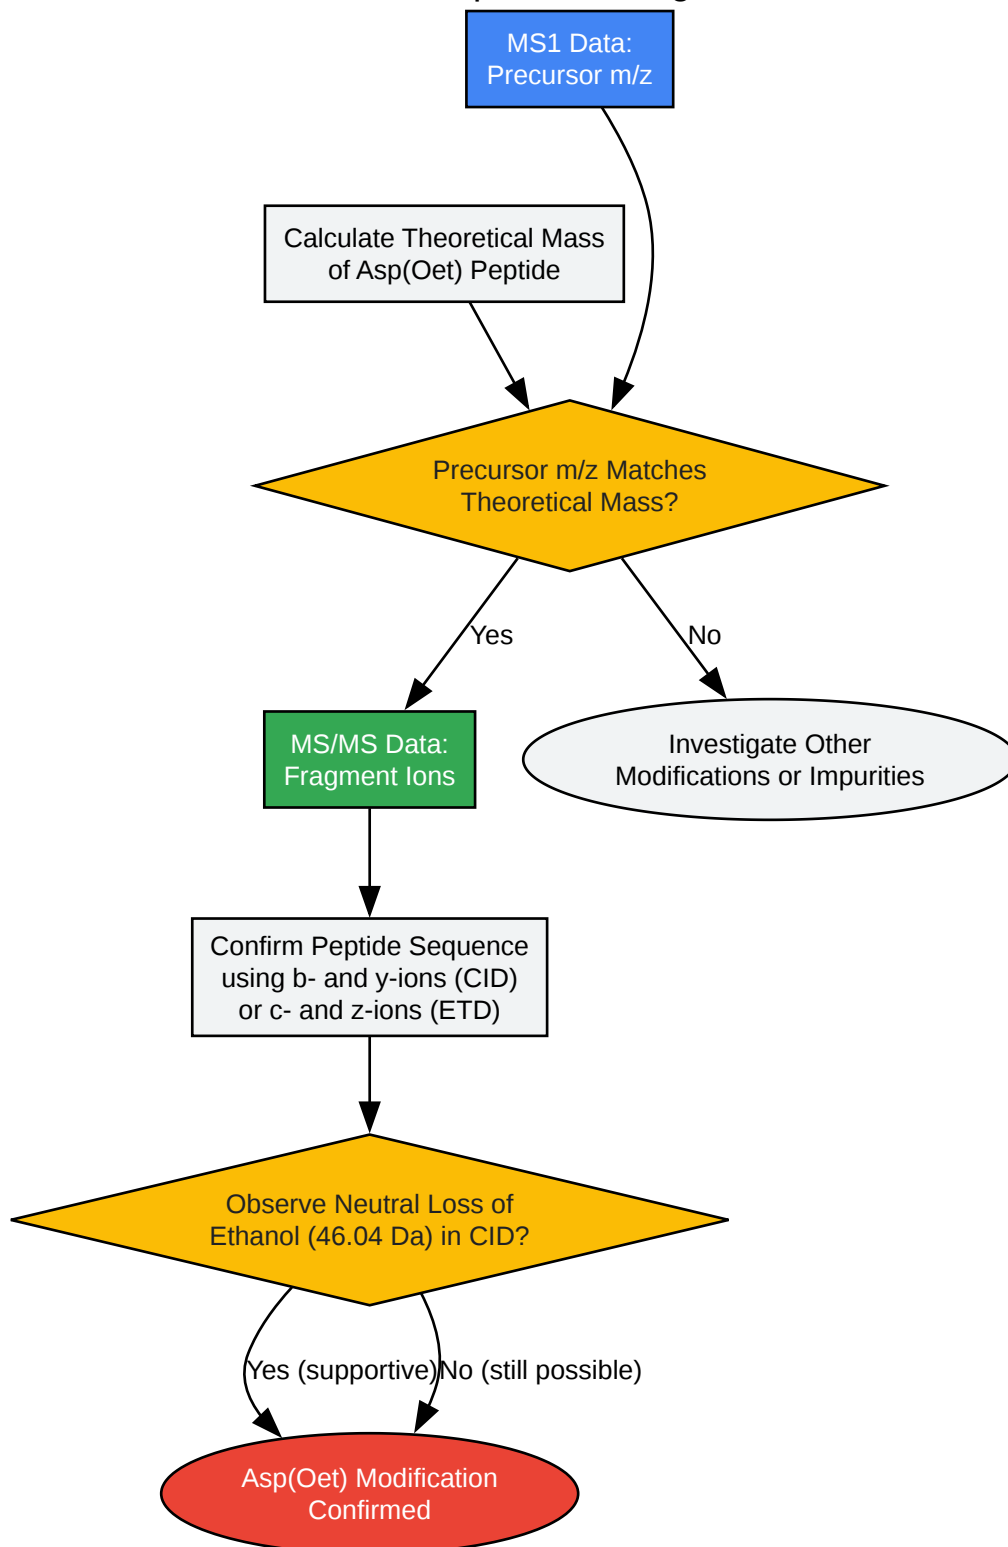 MS1 Data:
Precursor m/z
Calculate Theoretical Mass
of Asp(Oet) Peptide
Precursor m/z Matches
Theoretical Mass?
Yes
No
MS/MS Data:
Fragment Ions
Investigate Other
Modifications or Impurities
Confirm Peptide Sequence
using b- and y-ions (CID)
or c- and z-ions (ETD)
Observe Neutral Loss of
Ethanol (46.04 Da) in CID?
Yes (supportive)
No (still possible)
Asp(Oet) Modification
Confirmed